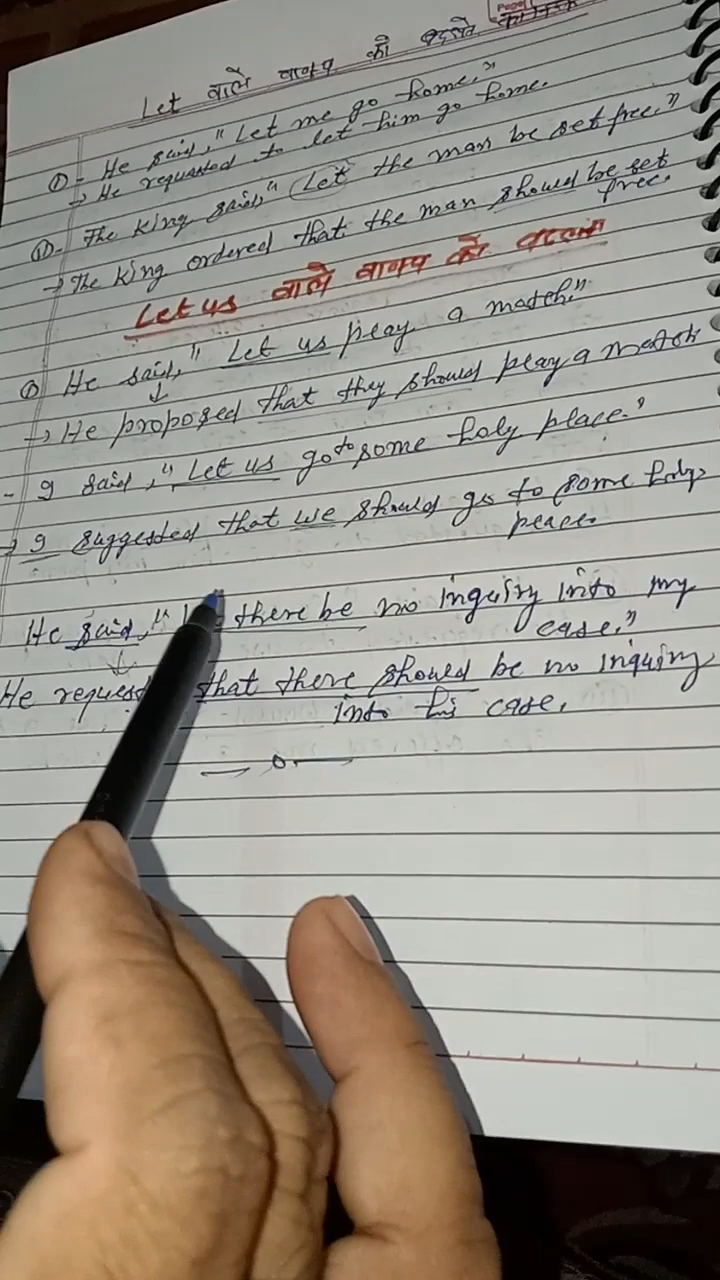 Let वाले वाक्य को बदलने
Page
①- He said, "Let me go home."
→ He requested to let him go home.
⑪- The King said, "Let the man be set free."
→ The King ordered that the man should be set
free.
Let us वाले वाक्य को बदलना
① He said, "Let us play a match."
→ He proposed that they should play a match
- I said, "Let us go to some holy place."
→ I suggested that we should go to some holy
peace.
He said, " there be no inquiry into my
case."
He request that there should be no inquiry
into his case.